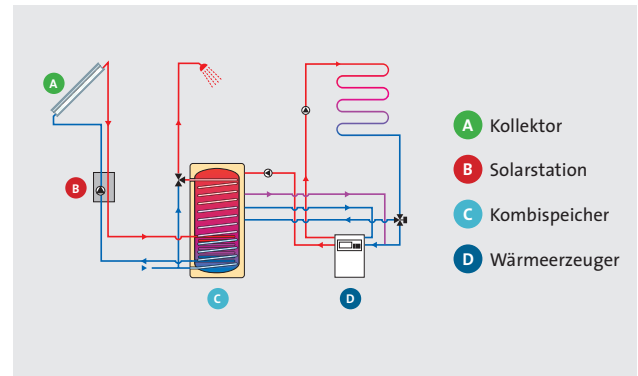 A
B
C
D
A Kollektor
B Solarstation
C Kombispeicher
D Wärmeerzeuger